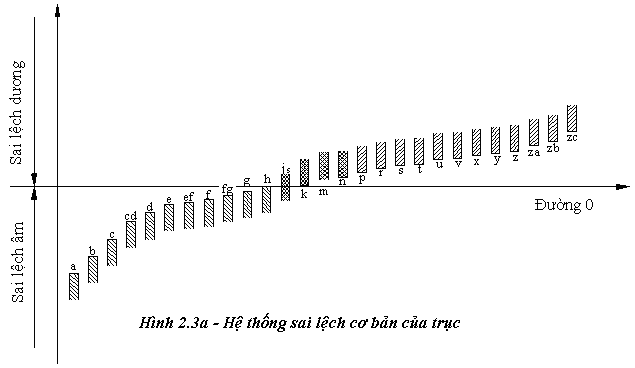 Sai lệch dương
Sai lệch âm
a
b
c
cd
d
e
ef
f
fg
g
h
js
k
m
n
p
r
s
t
u
v
x
y
z
za
zb
zc
Đường 0
Hình 2.3a - Hệ thống sai lệch cơ bản của trục